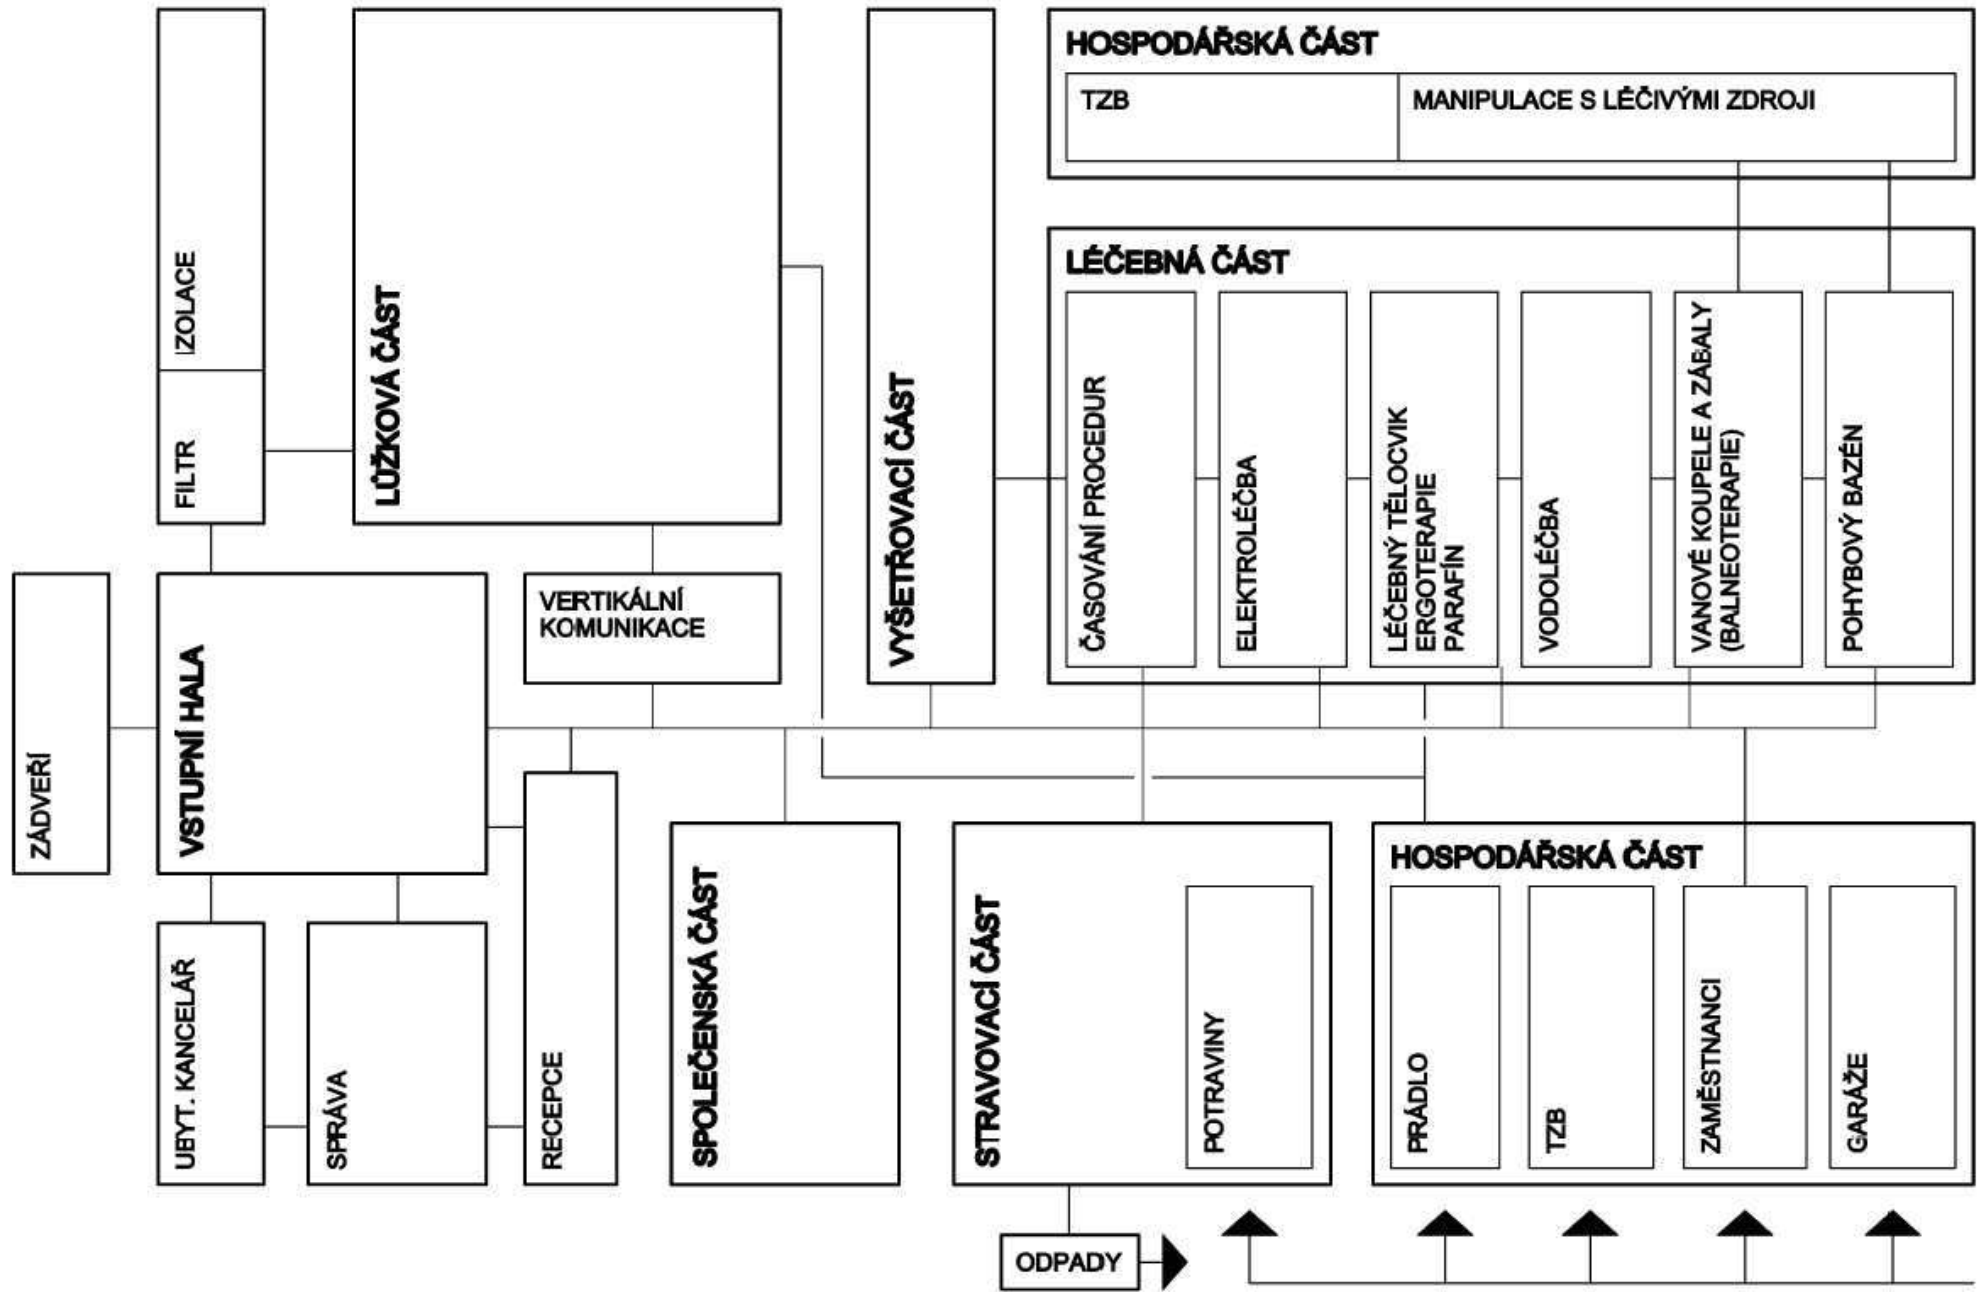 HOSPODÁŘSKÁ ČÁST
TZB
MANIPULACE S LÉČIVÝMI ZDROJI
IZOLACE
FILTR
LŮŽKOVÁ ČÁST
VYŠETŘOVACÍ ČÁST
LÉČEBNÁ ČÁST
ČASOVÁNÍ PROCEDUR
ELEKTROLÉČBA
LÉČEBNÝ TĚLOCVIK
ERGOTERAPIE
PARAFÍN
VODOLÉČBA
VANOVÉ KOUPELE A ZÁBALY
(BALNEOTERAPIE)
POHYBOVÝ BAZÉN
ZÁDVEŘÍ
VSTUPNÍ HALA
VERTIKÁLNÍ
KOMUNIKACE
UBYT. KANCELÁŘ
SPRÁVA
RECEPCE
SPOLEČENSKÁ ČÁST
STRAVOVACÍ ČÁST
POTRAVINY
HOSPODÁŘSKÁ ČÁST
PRÁDLO
TZB
ZAMĚSTNANCI
GARÁŽE
ODPADY